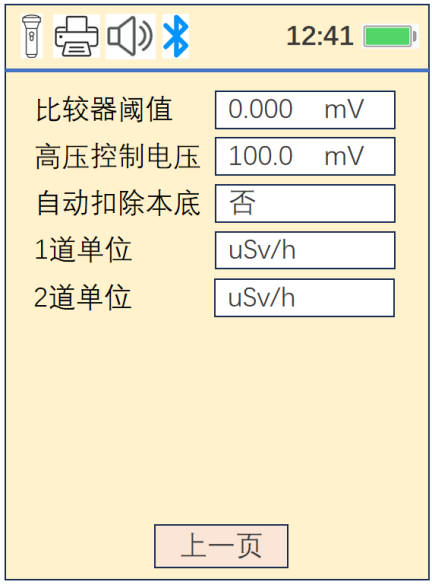 12:41
比较器阈值 0.000 mV
高压控制电压 100.0 mV
自动扣除本底 否
1道单位 uSv/h
2道单位 uSv/h
上一页